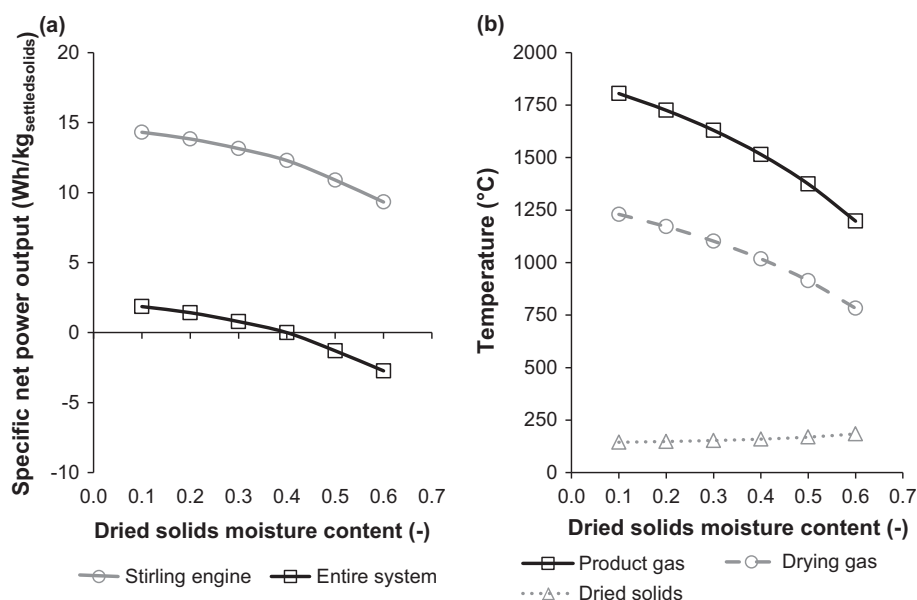 (a)
20
15
10
5
0
-5
-10
0.0 0.1 0.2 0.3 0.4 0.5 0.6 0.7
Specific net power output (Wh/kgsettledsolids)
Dried solids moisture content (-)
Stirling engine Entire system
(b)
2000
1750
1500
1250
1000
750
500
250
0
0.0 0.1 0.2 0.3 0.4 0.5 0.6 0.7
Temperature (°C)
Dried solids moisture content (-)
Product gas Drying gas
Dried solids